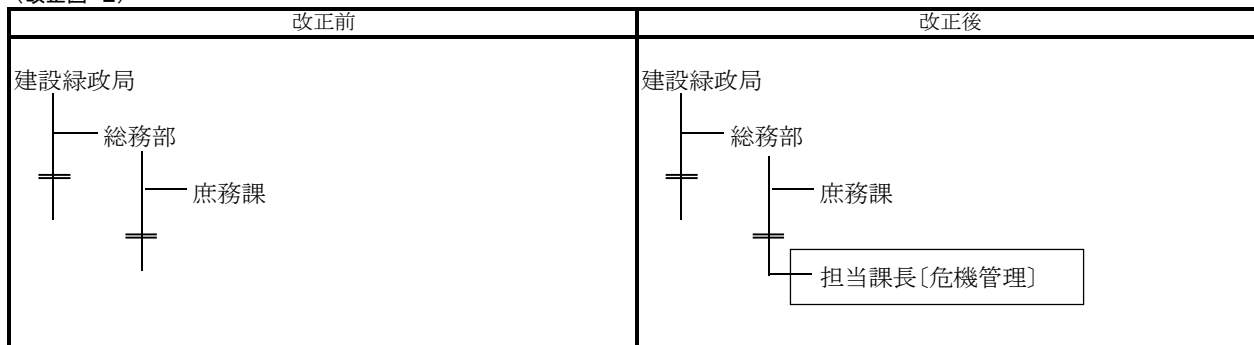 改正前
改正後
建設緑政局
総務部
庶務課
建設緑政局
総務部
庶務課
担当課長〔危機管理〕